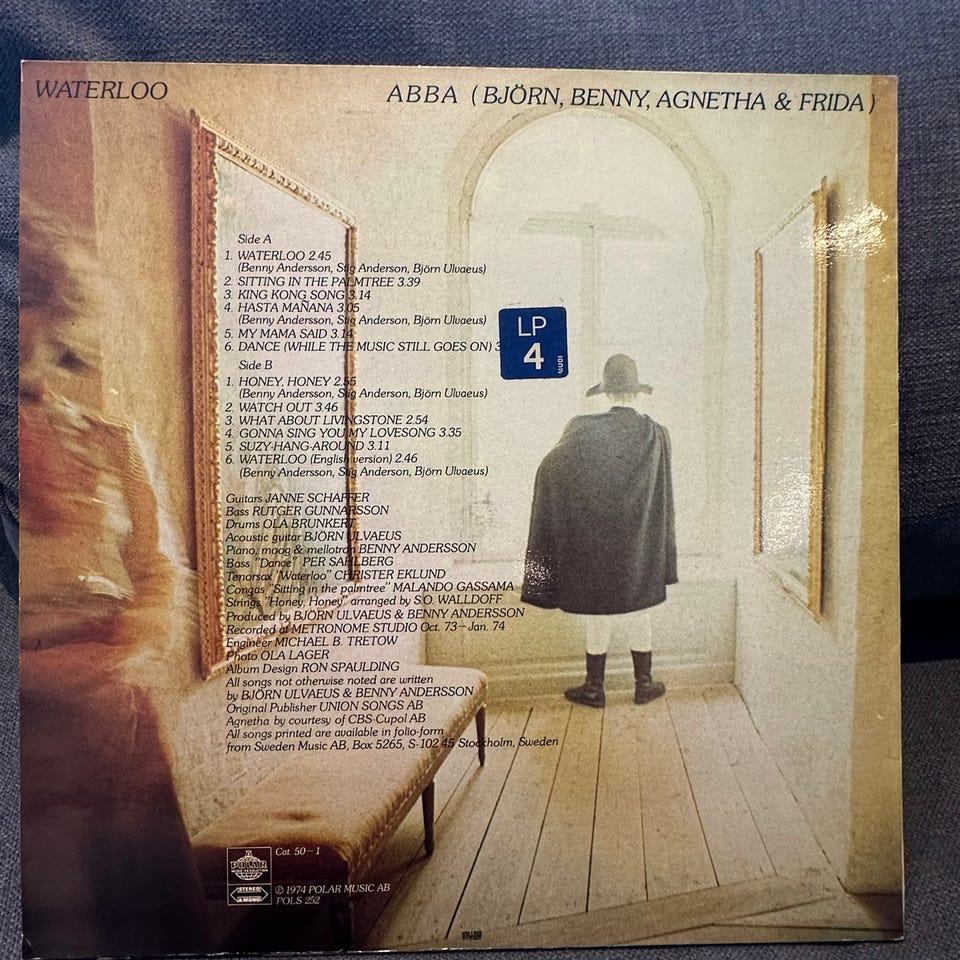 WATERLOO
ABBA (BJÖRN, BENNY, AGNETHA & FRIDA)
Side A
1. WATERLOO 2.45
(Benny Andersson, Stig Anderson, Björn Ulvaeus)
2. SITTING IN THE PALMTREE 3.39
3. KING KONG SONG 3.14
4. HASTA MAÑANA 3.05
(Benny Andersson, Stig Anderson, Björn Ulvaeus)
5. MY MAMA SAID 3.14
6. DANCE (WHILE THE MUSIC STILL GOES ON) 3
LP
4
Side B
1. HONEY, HONEY 2.55
(Benny Andersson, Stig Anderson, Björn Ulvaeus)
2. WATCH OUT 3.46
3. WHAT ABOUT LIVINGSTONE 2.54
4. GONNA SING YOU MY LOVESONG 3.35
5. SUZY-HANG-AROUND 3.11
6. WATERLOO (English version) 2.46
(Benny Andersson, Stig Anderson, Björn Ulvaeus)
Guitars JANNE SCHAFFER
Bass RUTGER GUNNARSSON
Drums OLA BRUNKERT
Acoustic guitar BJÖRN ULVAEUS
Piano, moog & mellotron BENNY ANDERSSON
Bass "Dance" PER SAHLBERG
Tenorsax "Waterloo" CHRISTER EKLUND
Congas "Sitting in the palmtree" MALANDO GASSAMA
Strings "Honey, Honey" arranged by S.O. WALLDOFF
Produced by BJÖRN ULVAEUS & BENNY ANDERSSON
Recorded at METRONOME STUDIO Oct. 73–Jan. 74
Engineer MICHAEL B. TRETOW
Photo OLA LAGER
Album Design RON SPAULDING
All songs not otherwise noted are written
by BJÖRN ULVAEUS & BENNY ANDERSSON
Original Publisher UNION SONGS AB
Agnetha by courtesy of CBS-Cupol AB
All songs printed are available in folio-form
from Sweden Music AB, Box 5265, S-102 45 Stockholm, Sweden
POLAR
MUSIC PRODUCTION
STEREO
& MONO
Cat. 50–1
℗ 1974 POLAR MUSIC AB
POLS 252